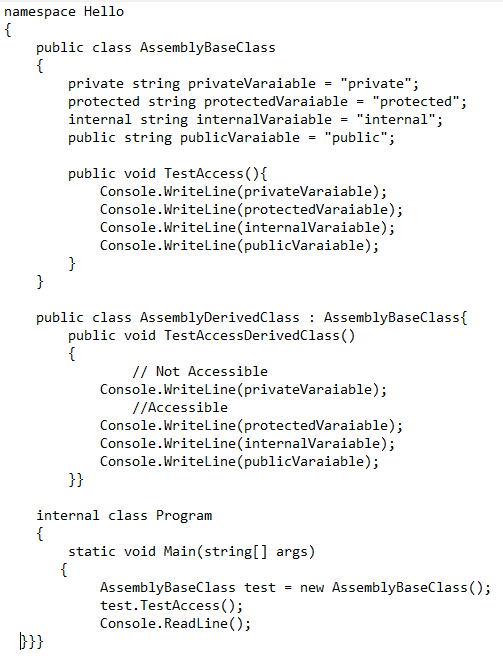 namespace Hello
{
    public class AssemblyBaseClass
    {
        private string privateVaraiable = "private";
        protected string protectedVaraiable = "protected";
        internal string internalVaraiable = "internal";
        public string publicVaraiable = "public";

        public void TestAccess(){
            Console.WriteLine(privateVaraiable);
            Console.WriteLine(protectedVaraiable);
            Console.WriteLine(internalVaraiable);
            Console.WriteLine(publicVaraiable);
        }
    }

    public class AssemblyDerivedClass : AssemblyBaseClass{
        public void TestAccessDerivedClass()
        {
                // Not Accessible
            Console.WriteLine(privateVaraiable);
                //Accessible
            Console.WriteLine(protectedVaraiable);
            Console.WriteLine(internalVaraiable);
            Console.WriteLine(publicVaraiable);
        }}

    internal class Program
    {
        static void Main(string[] args)
       {
            AssemblyBaseClass test = new AssemblyBaseClass();
            test.TestAccess();
            Console.ReadLine();
  }}}